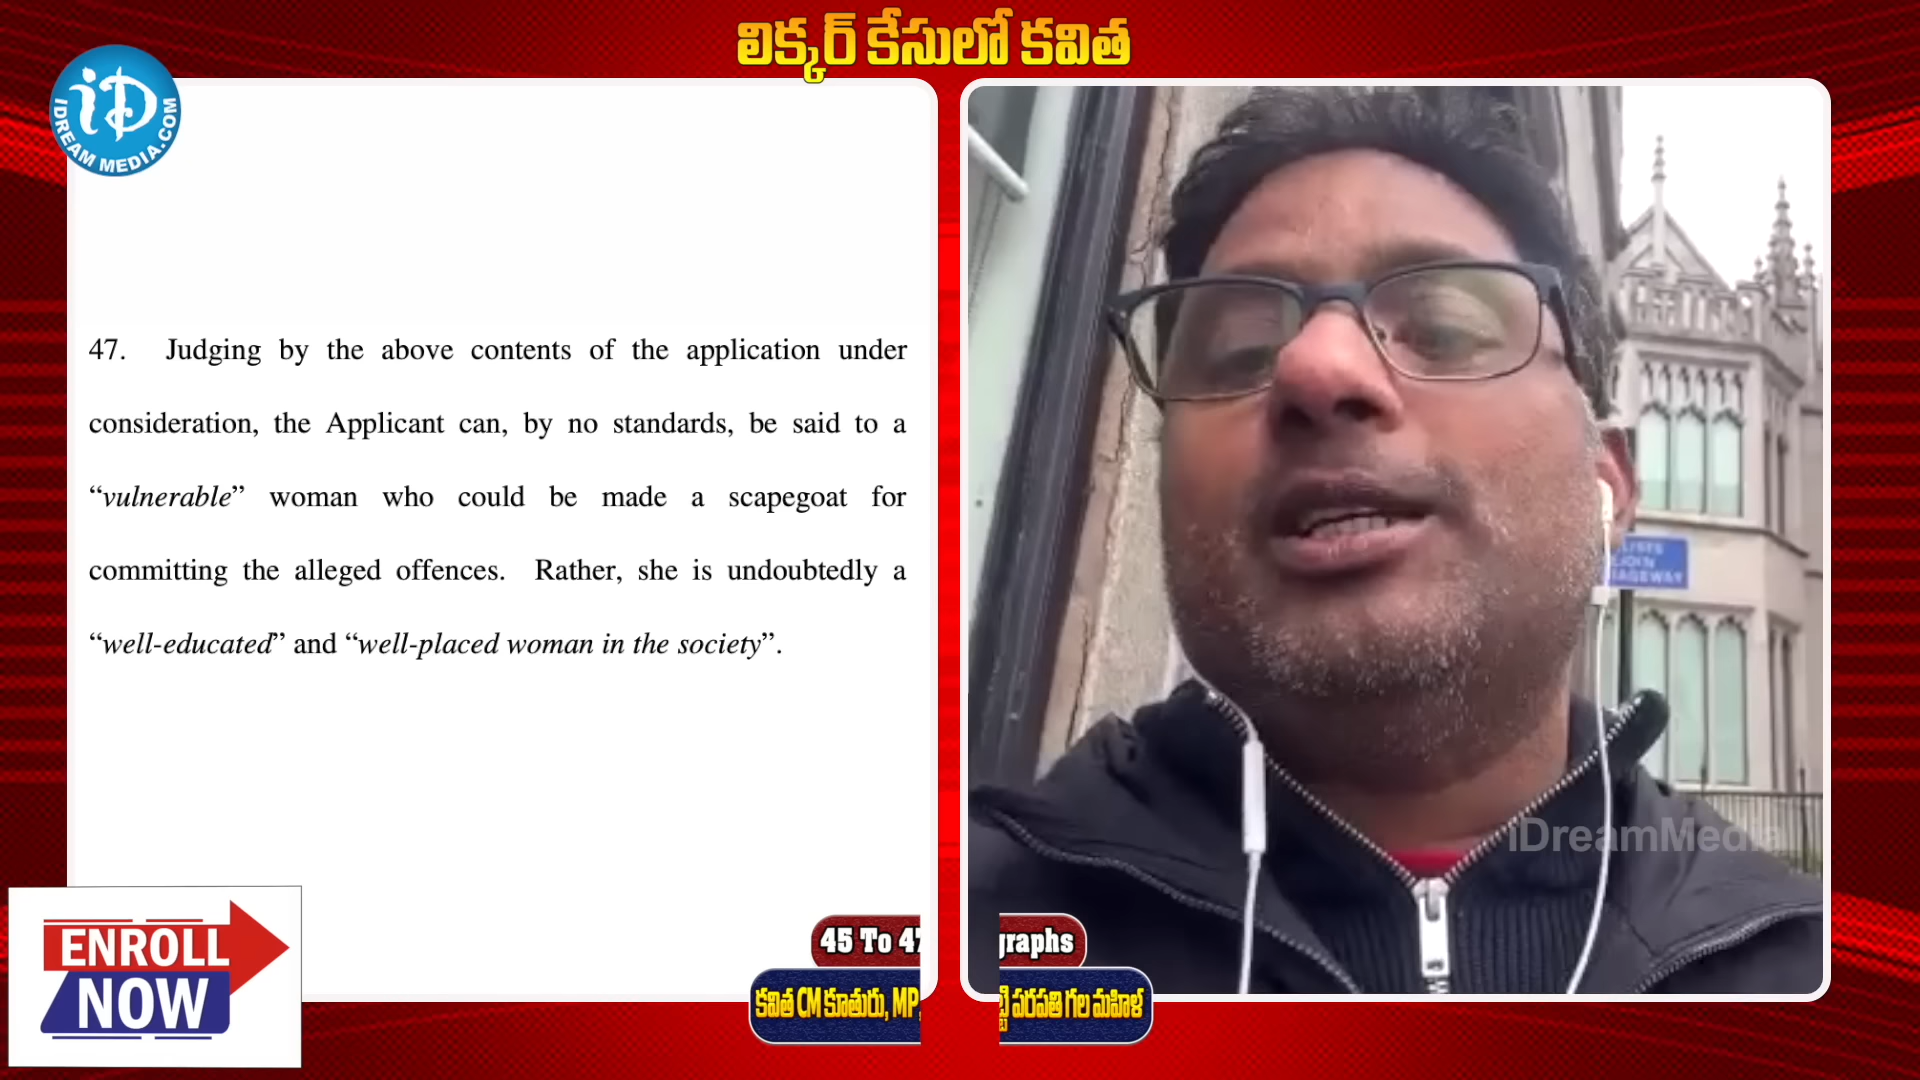 లిక్కర్ కేసులో కవిత
iD
IDREAM MEDIA.COM
47. Judging by the above contents of the application under
consideration, the Applicant can, by no standards, be said to a
“vulnerable” woman who could be made a scapegoat for
committing the alleged offences. Rather, she is undoubtedly a
“well-educated” and “well-placed woman in the society”.
iDreamMedia
ENROLL
NOW
45 To 47
graphs
కవిత CM కూతురు, MP,
పరపతి గల మహిళ